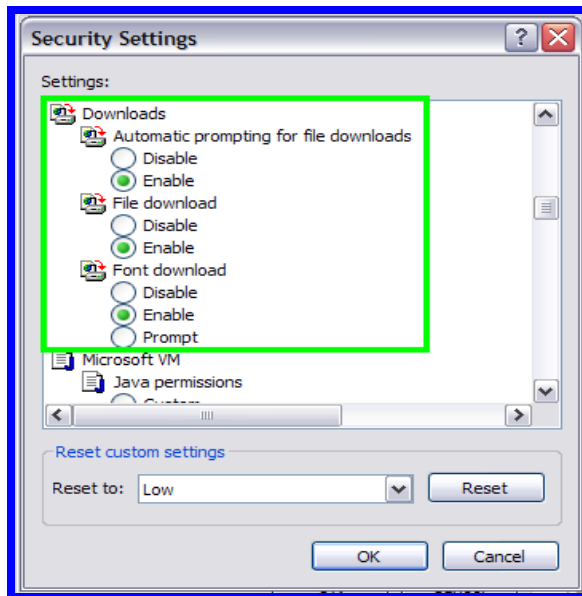 Security Settings
Settings:
Downloads
Automatic prompting for file downloads
Disable
Enable
File download
Disable
Enable
Font download
Disable
Enable
Prompt
Microsoft VM
Java permissions
Custom
Reset custom settings
Reset to: Low Reset
OK Cancel